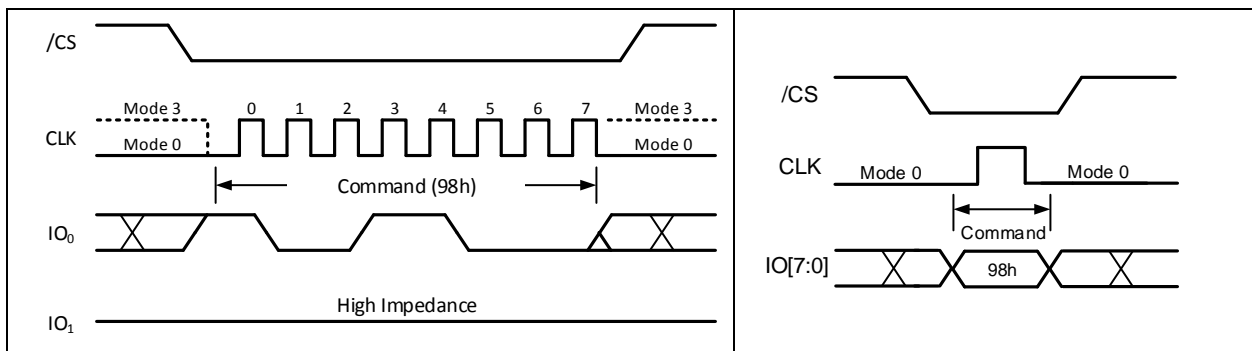 /CS
Mode 3 0 1 2 3 4 5 6 7 Mode 3
CLK Mode 0 Mode 0
Command (98h)
IO0
High Impedance
IO1
/CS
CLK Mode 0 Mode 0
Command
IO[7:0] 98h